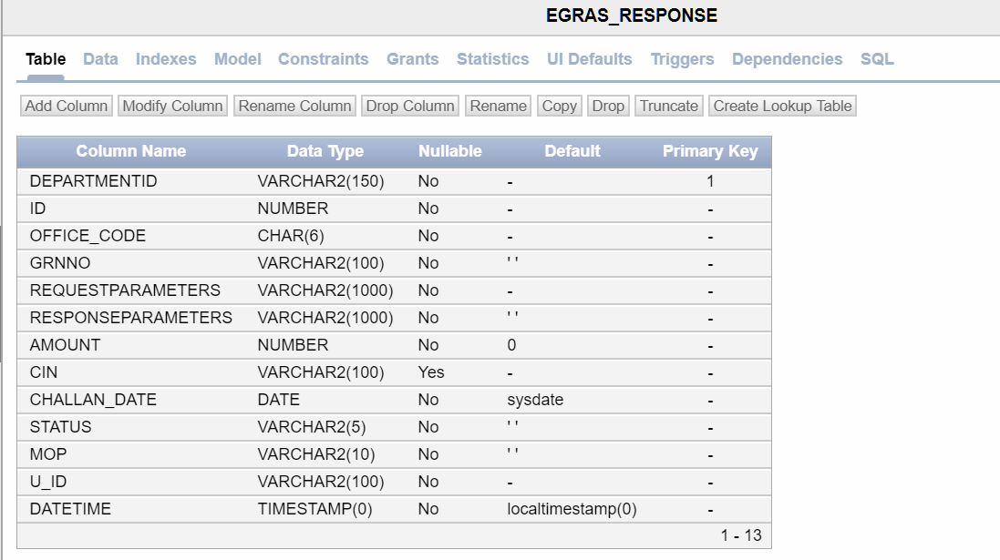 EGRAS_RESPONSE
Table Data Indexes Model Constraints Grants Statistics UI Defaults Triggers Dependencies SQL
Add Column Modify Column Rename Column Drop Column Rename Copy Drop Truncate Create Lookup Table
Column Name Data Type Nullable Default Primary Key
DEPARTMENTID VARCHAR2(150) No - 1
ID NUMBER No - -
OFFICE_CODE CHAR(6) No - -
GRNNO VARCHAR2(100) No ' ' -
REQUESTPARAMETERS VARCHAR2(1000) No - -
RESPONSEPARAMETERS VARCHAR2(1000) No ' ' -
AMOUNT NUMBER No 0 -
CIN VARCHAR2(100) Yes - -
CHALLAN_DATE DATE No sysdate -
STATUS VARCHAR2(5) No ' ' -
MOP VARCHAR2(10) No ' ' -
U_ID VARCHAR2(100) No - -
DATETIME TIMESTAMP(0) No localtimestamp(0) -
1 - 13